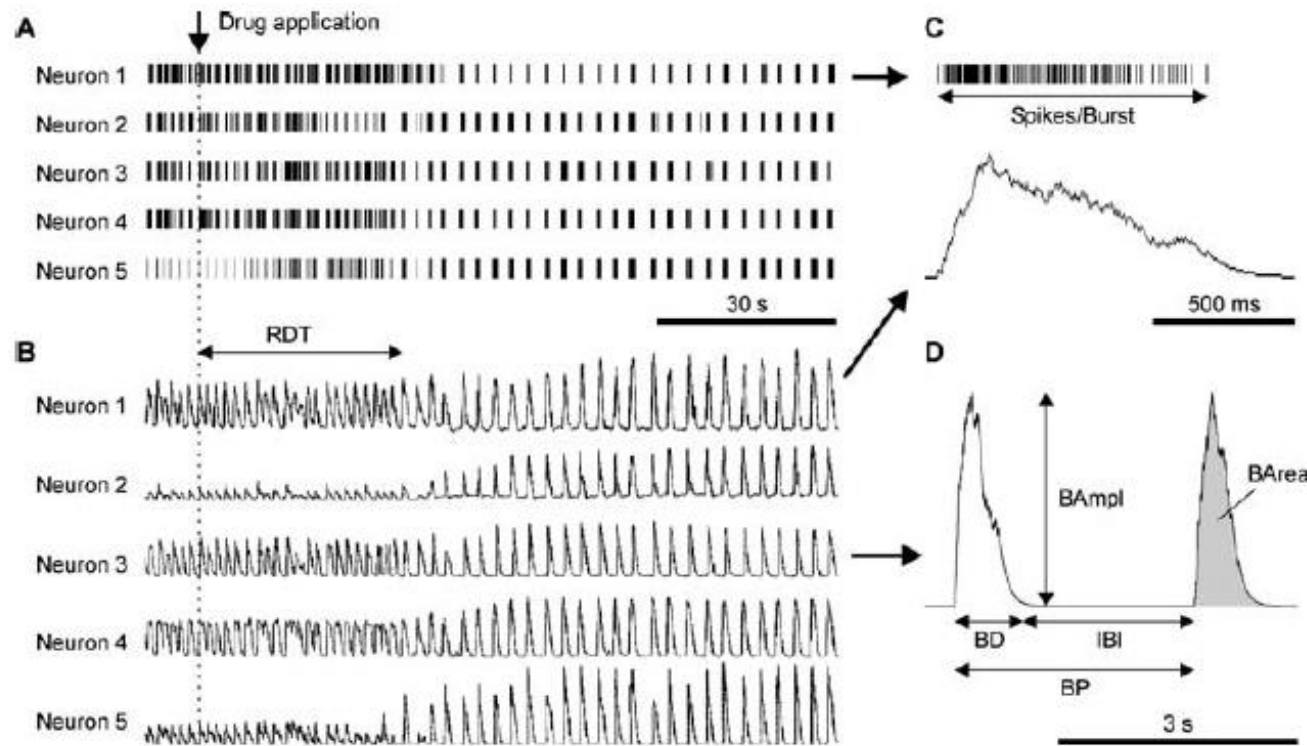 A
Drug application
Neuron 1
Neuron 2
Neuron 3
Neuron 4
Neuron 5
30 s
B
RDT
Neuron 1
Neuron 2
Neuron 3
Neuron 4
Neuron 5
C
Spikes/Burst
500 ms
D
BAmpl
BArea
BD
IBI
BP
3 s